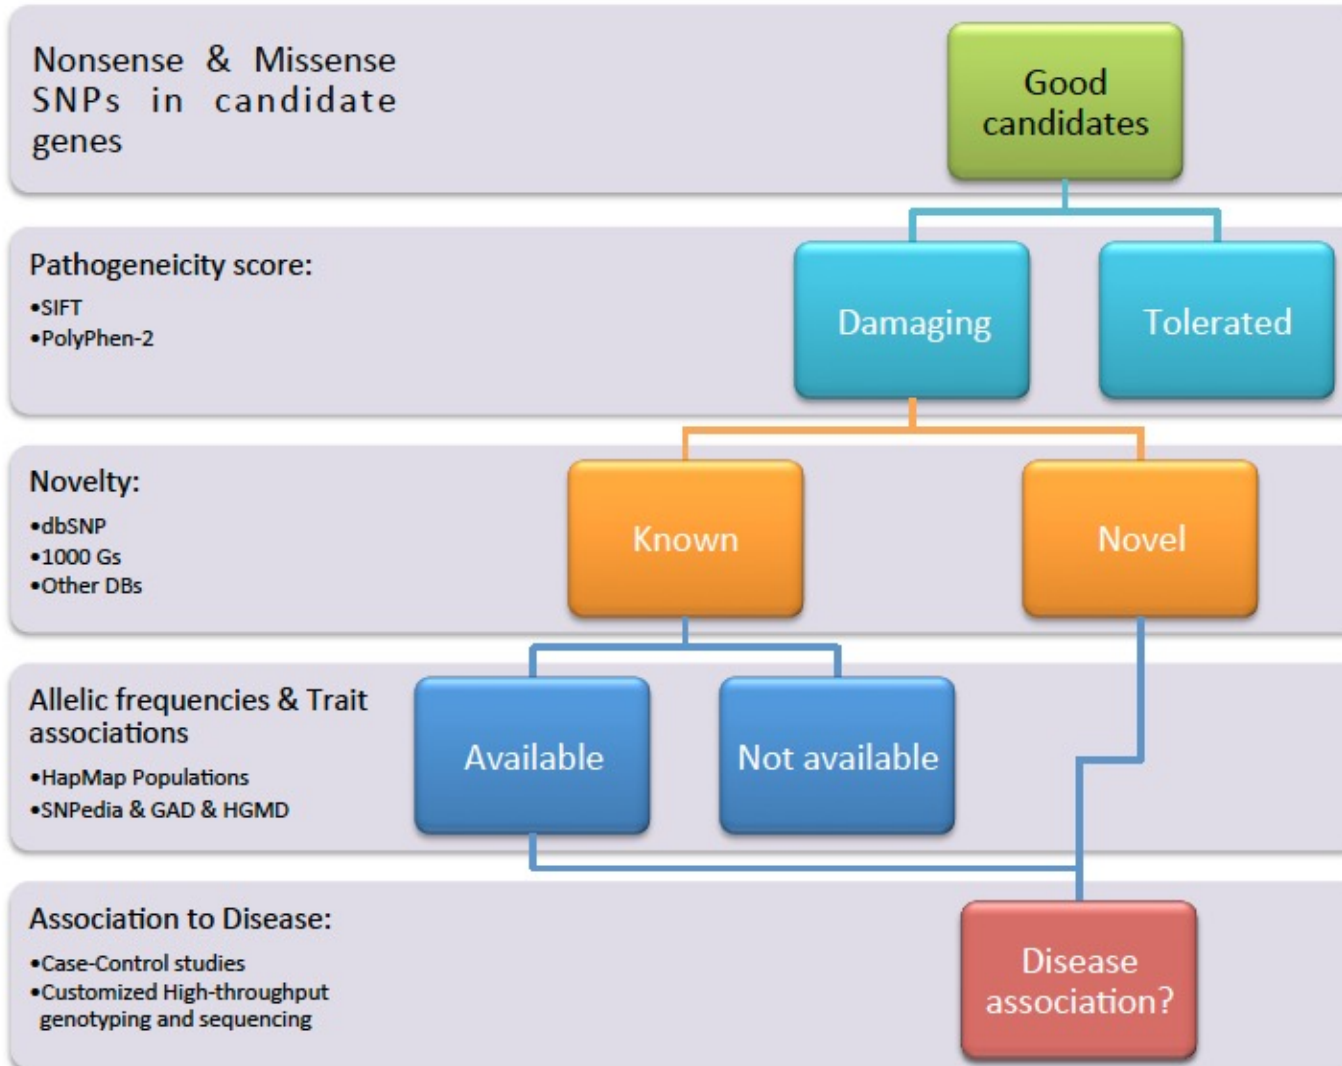 Nonsense & Missense
SNPs in candidate
genes
Good
candidates
Pathogeneicity score:
•SIFT
•PolyPhen-2
Damaging
Tolerated
Novelty:
•dbSNP
•1000 Gs
•Other DBs
Known
Novel
Allelic frequencies & Trait
associations
•HapMap Populations
•SNPedia & GAD & HGMD
Available
Not available
Association to Disease:
•Case-Control studies
•Customized High-throughput
genotyping and sequencing
Disease
association?